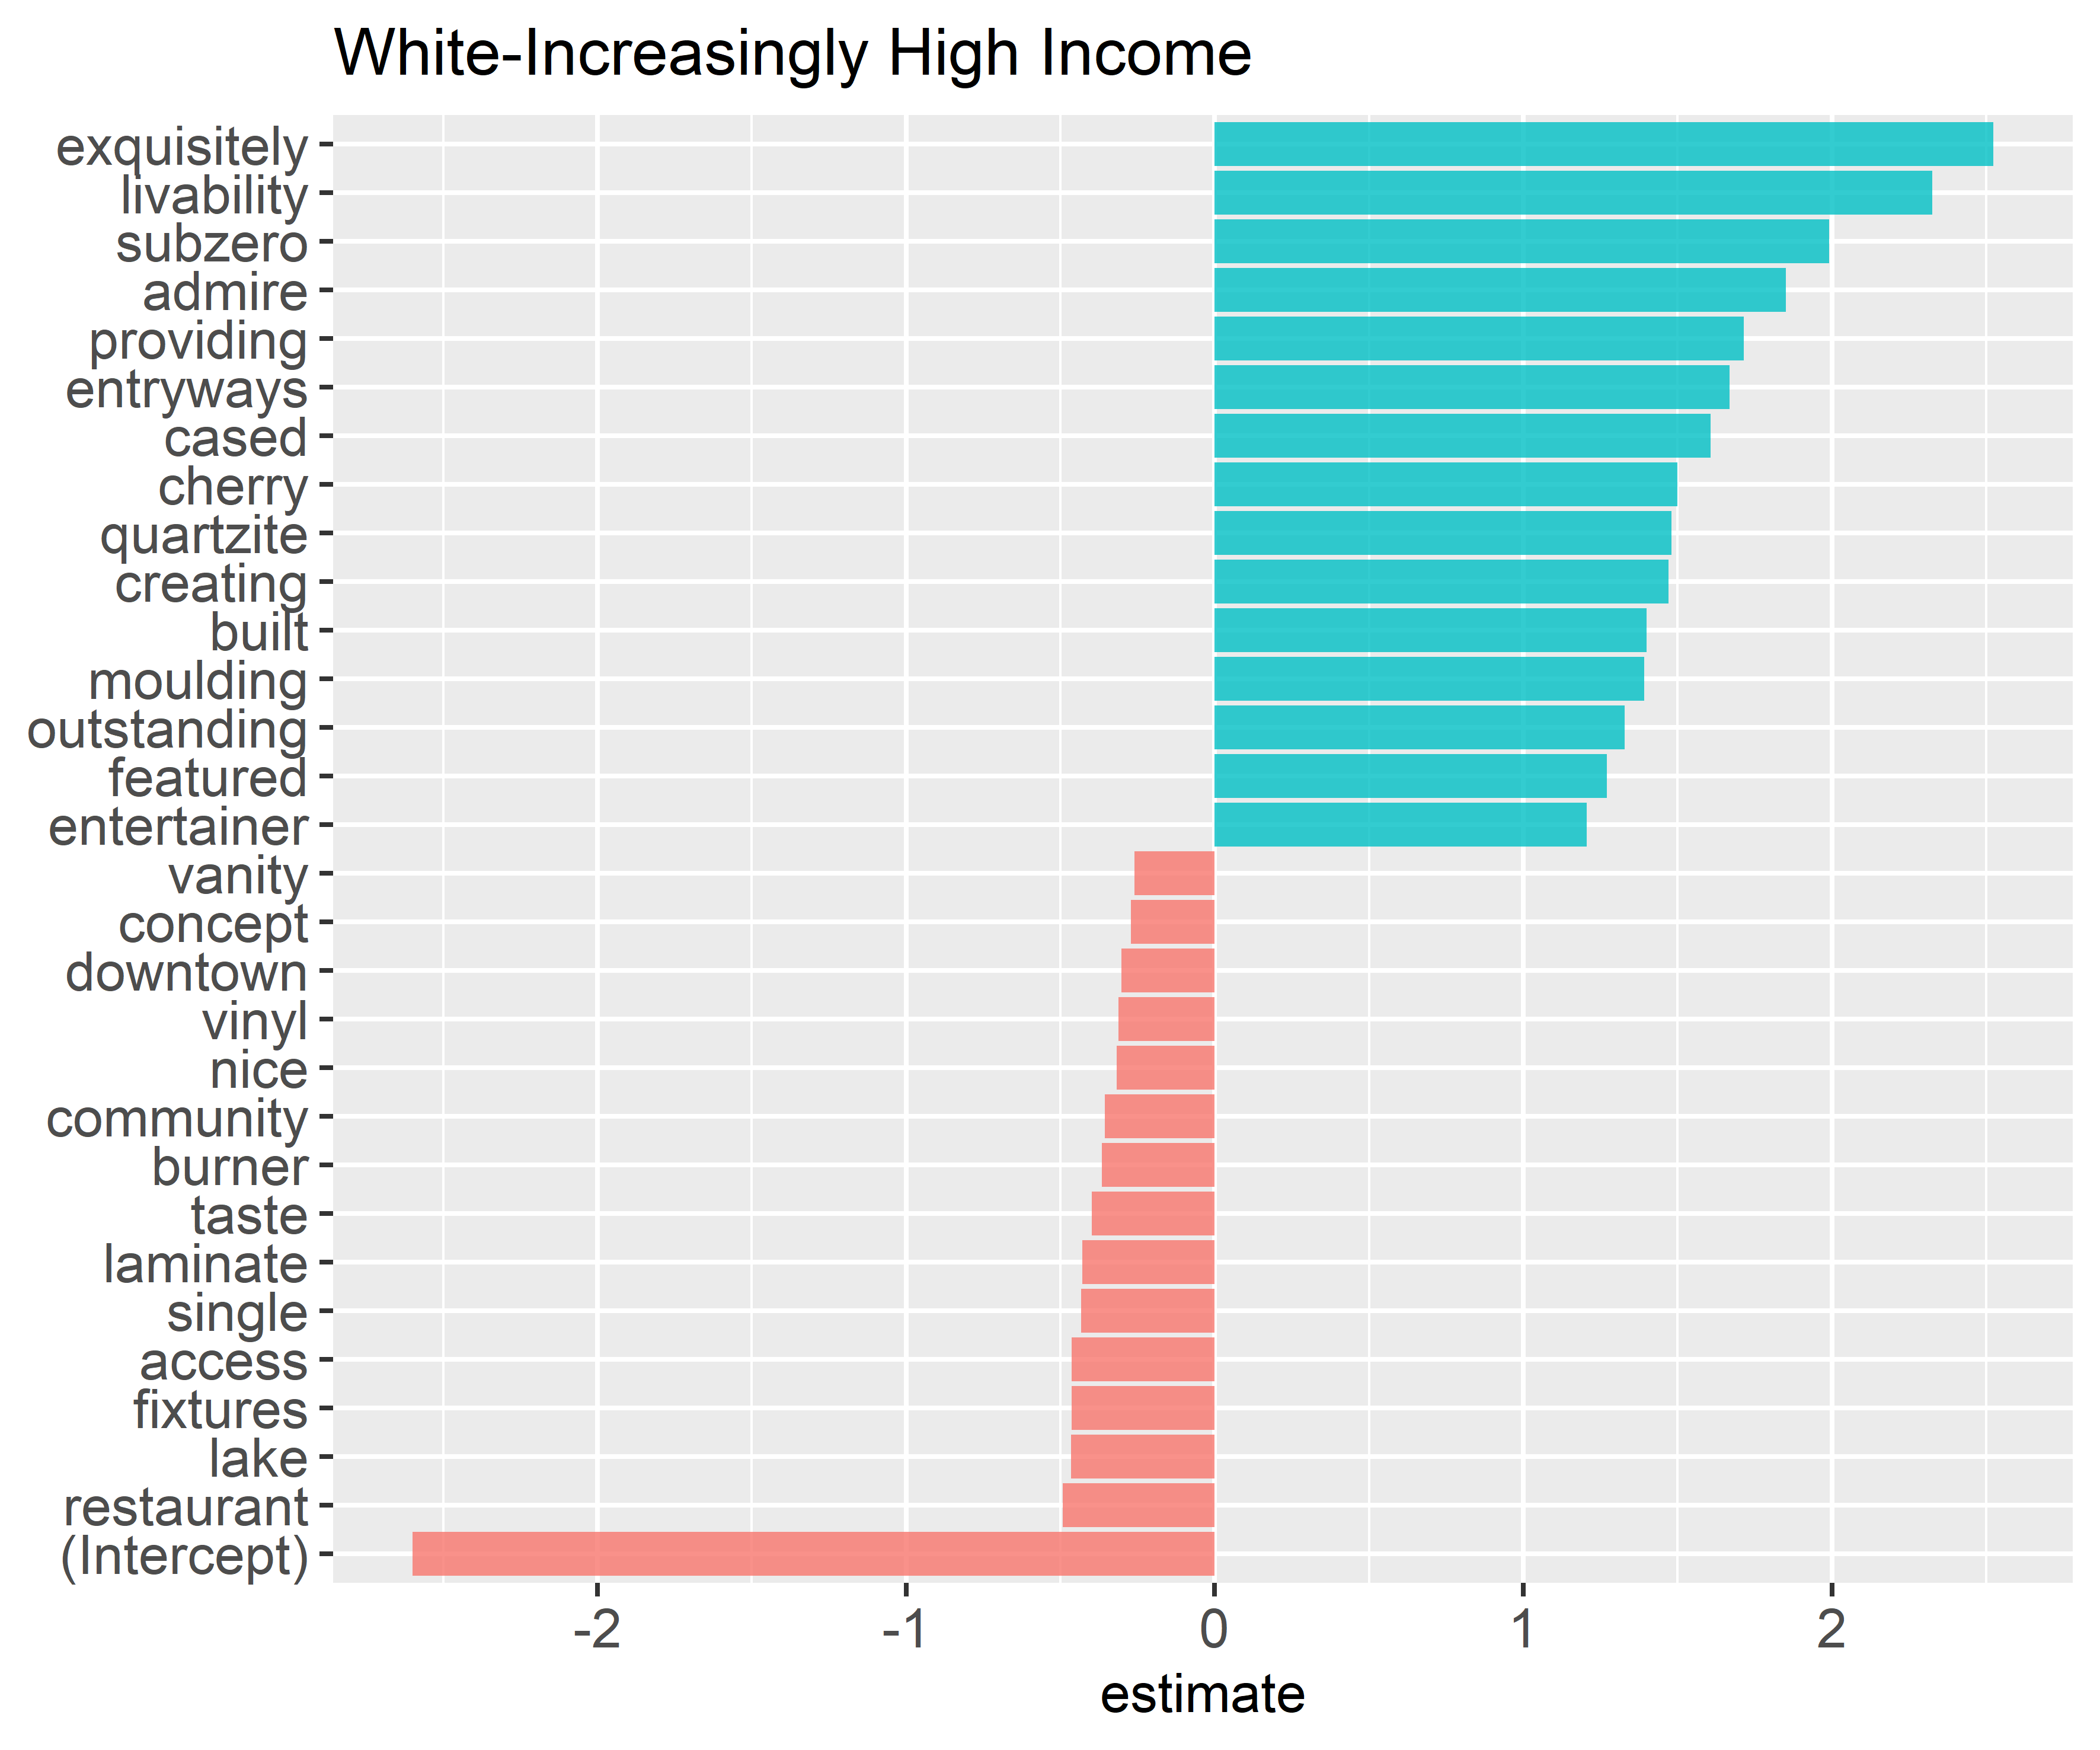 White-Increasingly High Income
exquisitely
livability
subzero
admire
providing
entryways
cased
cherry
quartzite
creating
built
moulding
outstanding
featured
entertainer
vanity
concept
downtown
vinyl
nice
community
burner
taste
laminate
single
access
fixtures
lake
restaurant
(Intercept)
-2 -1 0 1 2
estimate